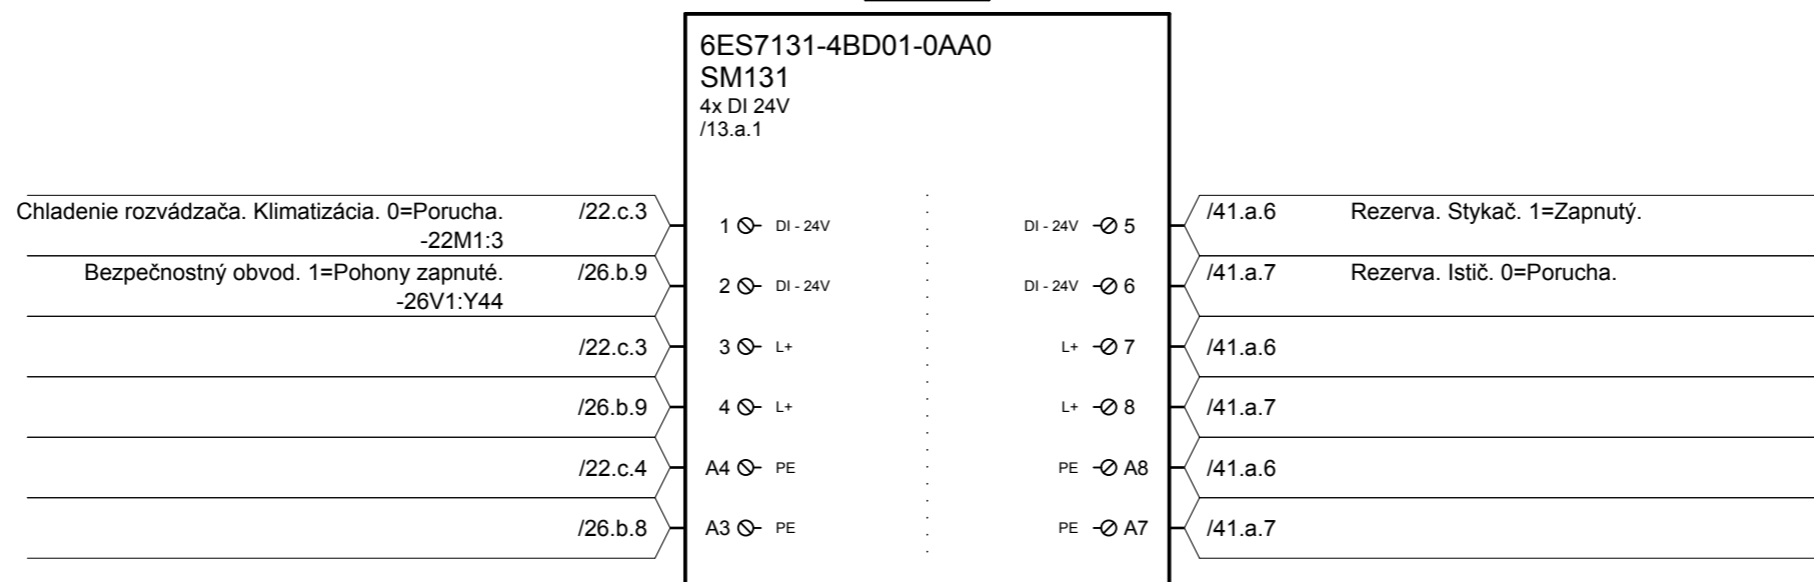 6ES7131-4BD01-0AA0
SM131
4x DI 24V
/13.a.1
Chladenie rozvádzača. Klimatizácia. 0=Porucha. /22.c.3 1 DI - 24V DI - 24V 5 /41.a.6 Rezerva. Stykač. 1=Zapnutý.
-22M1:3
Bezpečnostný obvod. 1=Pohony zapnuté. /26.b.9 2 DI - 24V DI - 24V 6 /41.a.7 Rezerva. Istič. 0=Porucha.
-26V1:Y44
/22.c.3 3 L+ L+ 7 /41.a.6
/26.b.9 4 L+ L+ 8 /41.a.7
/22.c.4 A4 PE PE A8 /41.a.6
/26.b.8 A3 PE PE A7 /41.a.7